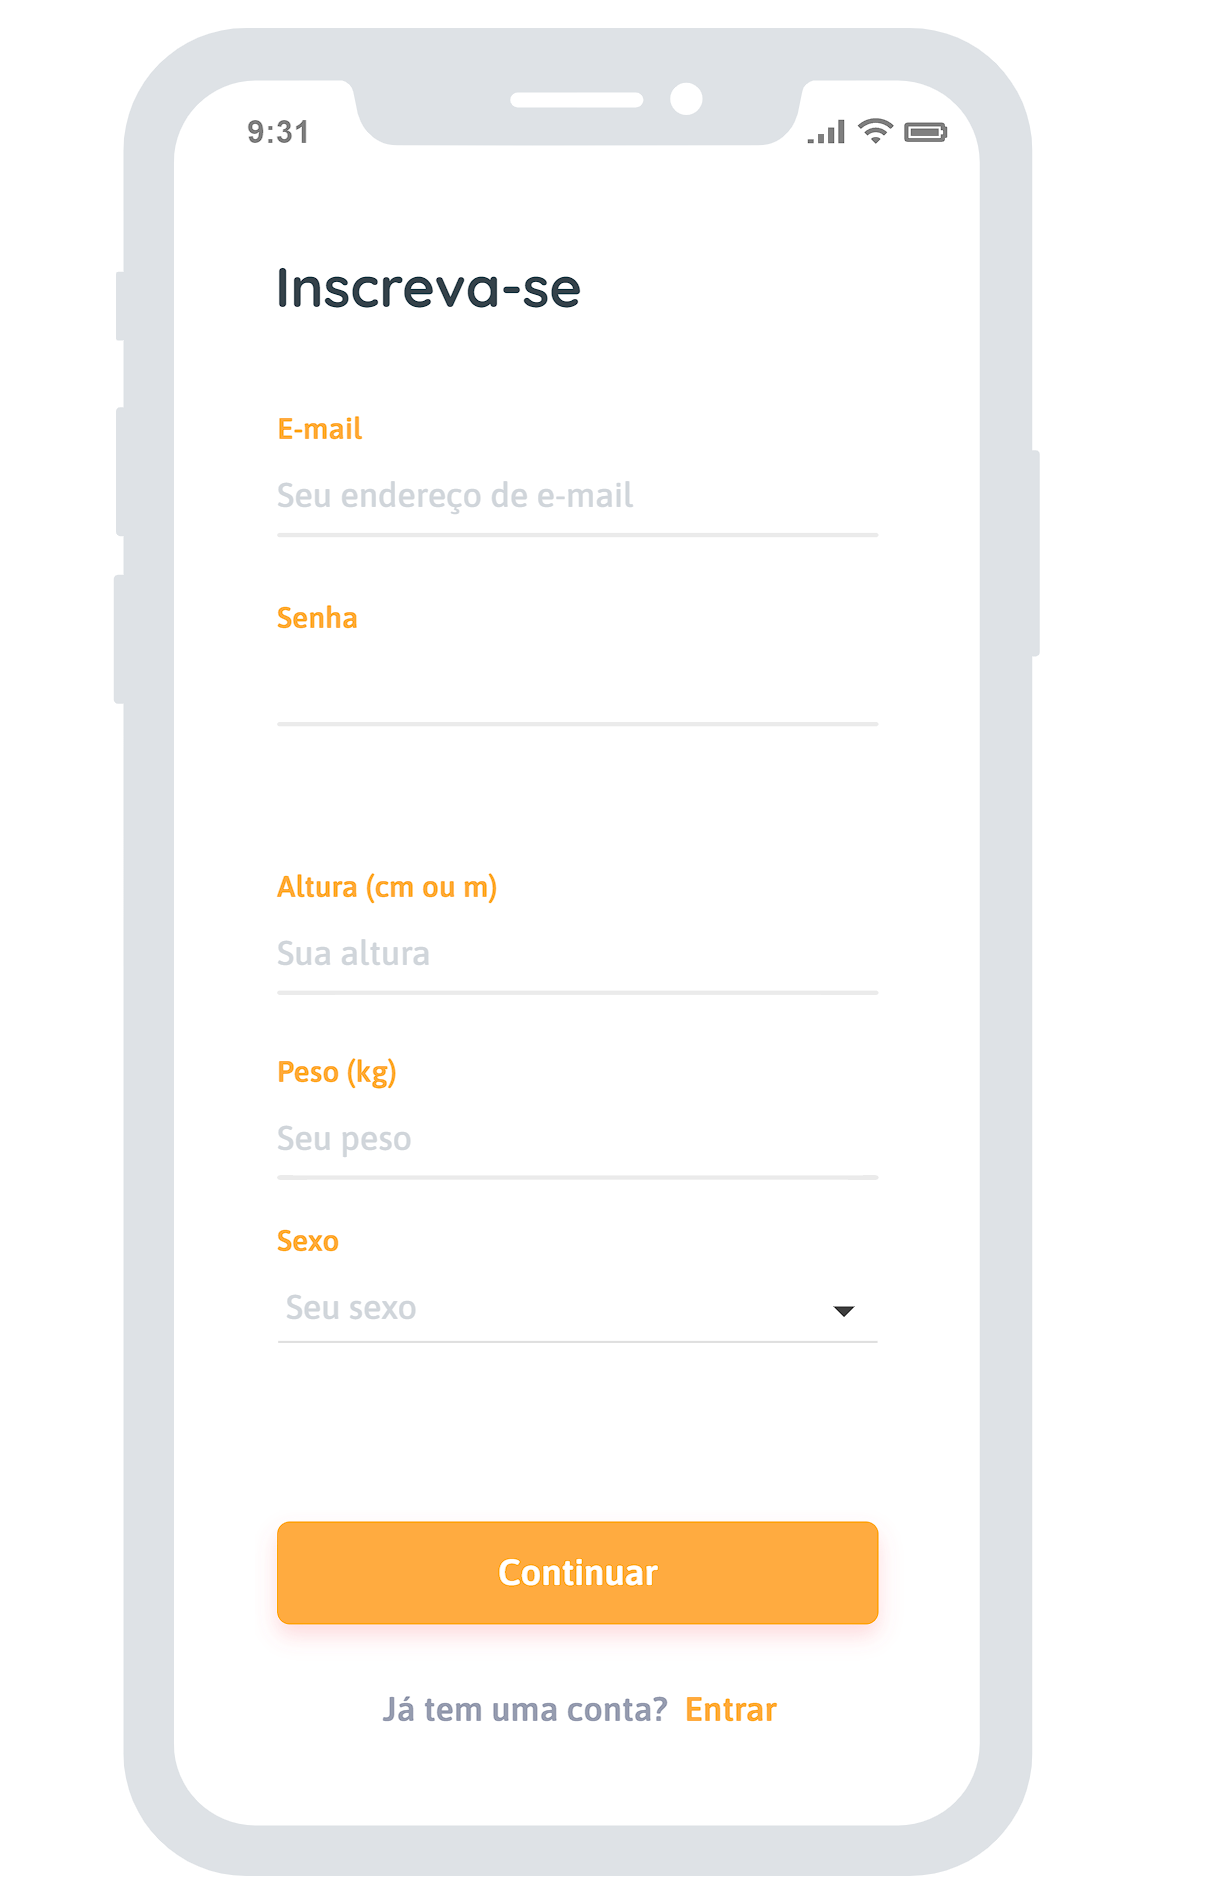 9:31
Inscreva-se
E-mail
Seu endereço de e-mail
Senha
Altura (cm ou m)
Sua altura
Peso (kg)
Seu peso
Sexo
Seu sexo
Continuar
Já tem uma conta? Entrar